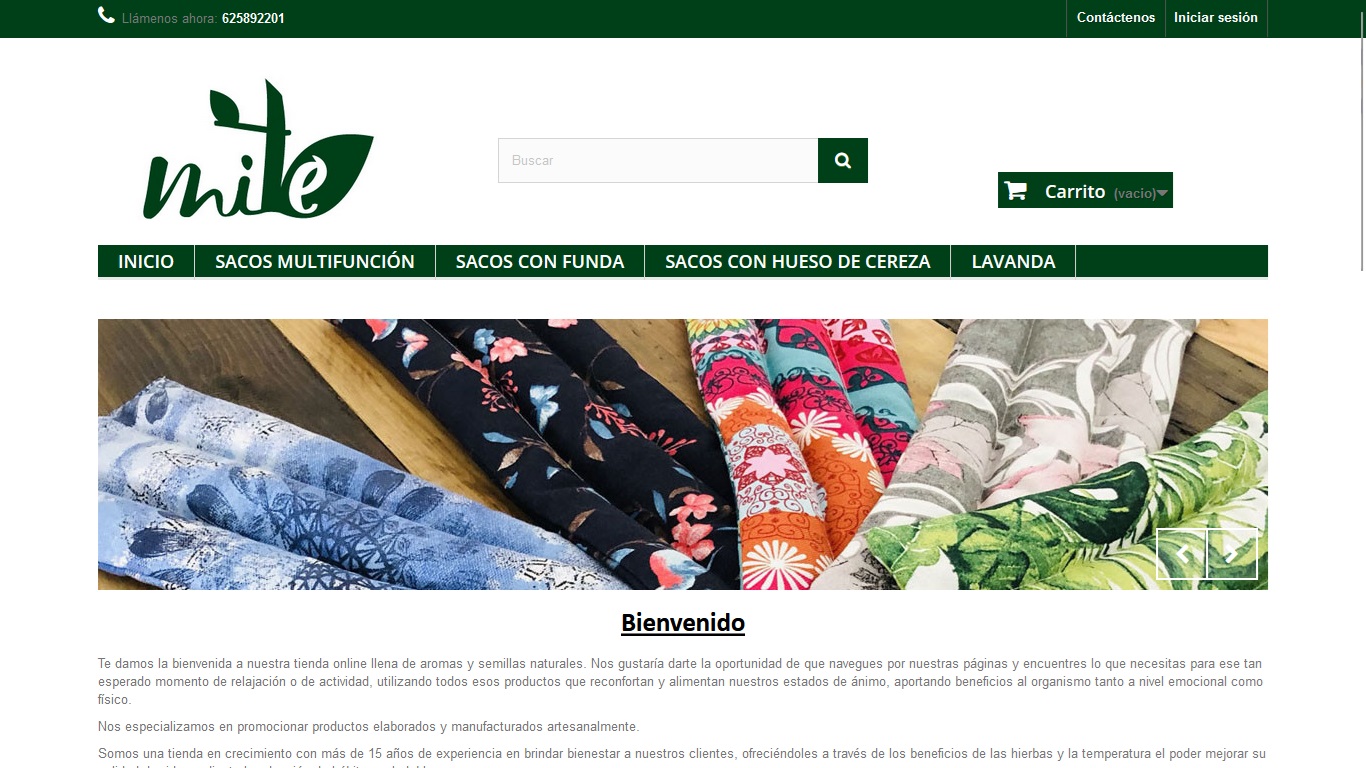 Llámenos ahora: 625892201
Contáctenos
Iniciar sesión
mite
Buscar
Carrito (vacío)
INICIO
SACOS MULTIFUNCIÓN
SACOS CON FUNDA
SACOS CON HUESO DE CEREZA
LAVANDA
Bienvenido
Te damos la bienvenida a nuestra tienda online llena de aromas y semillas naturales. Nos gustaría darte la oportunidad de que navegues por nuestras páginas y encuentres lo que necesitas para ese tan
esperado momento de relajación o de actividad, utilizando todos esos productos que reconfortan y alimentan nuestros estados de ánimo, aportando beneficios al organismo tanto a nivel emocional como
físico.
Nos especializamos en promocionar productos elaborados y manufacturados artesanalmente.
Somos una tienda en crecimiento con más de 15 años de experiencia en brindar bienestar a nuestros clientes, ofreciéndoles a través de los beneficios de las hierbas y la temperatura el poder mejorar su